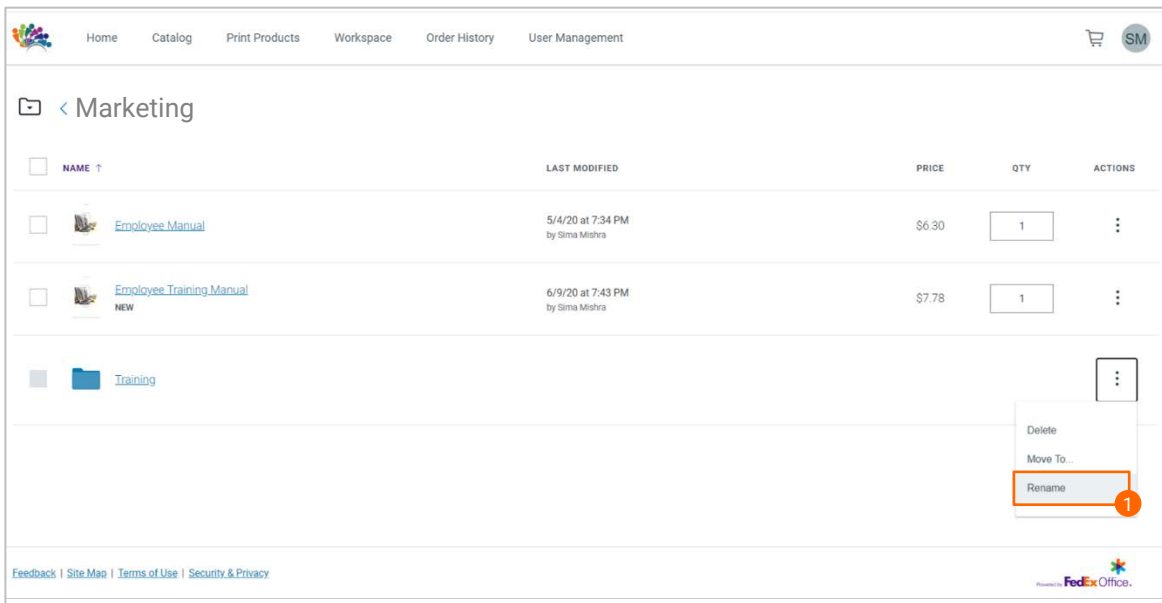 Home Catalog Print Products Workspace Order History User Management SM
Marketing
NAME ↑ LAST MODIFIED PRICE QTY ACTIONS
Employee Manual 5/4/20 at 7:34 PM $6.30 1
by Sima Mishra
Employee Training Manual 6/9/20 at 7:43 PM $7.78 1
NEW by Sima Mishra
Training
Delete
Move To...
Rename
1
Feedback | Site Map | Terms of Use | Security & Privacy
Powered by FedEx Office.